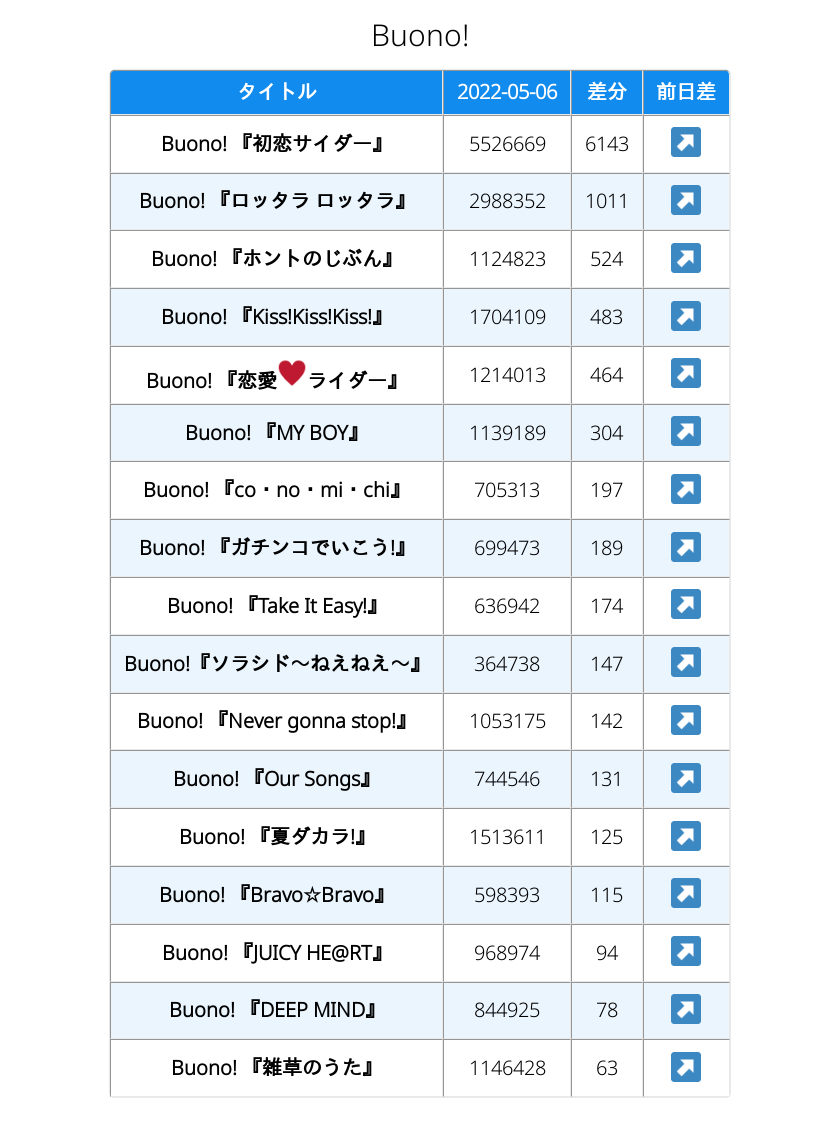 Buono!
タイトル 2022-05-06 差分 前日差
Buono! 『初恋サイダー』 5526669 6143 ↗
Buono! 『ロッタラ ロッタラ』 2988352 1011 ↗
Buono! 『ホントのじぶん』 1124823 524 ↗
Buono! 『Kiss!Kiss!Kiss!』 1704109 483 ↗
Buono! 『恋愛♥ライダー』 1214013 464 ↗
Buono! 『MY BOY』 1139189 304 ↗
Buono! 『co・no・mi・chi』 705313 197 ↗
Buono! 『ガチンコでいこう!』 699473 189 ↗
Buono! 『Take It Easy!』 636942 174 ↗
Buono!『ソラシド～ねえねえ～』 364738 147 ↗
Buono! 『Never gonna stop!』 1053175 142 ↗
Buono! 『Our Songs』 744546 131 ↗
Buono! 『夏ダカラ!』 1513611 125 ↗
Buono! 『Bravo☆Bravo』 598393 115 ↗
Buono! 『JUICY HE@RT』 968974 94 ↗
Buono! 『DEEP MIND』 844925 78 ↗
Buono! 『雑草のうた』 1146428 63 ↗